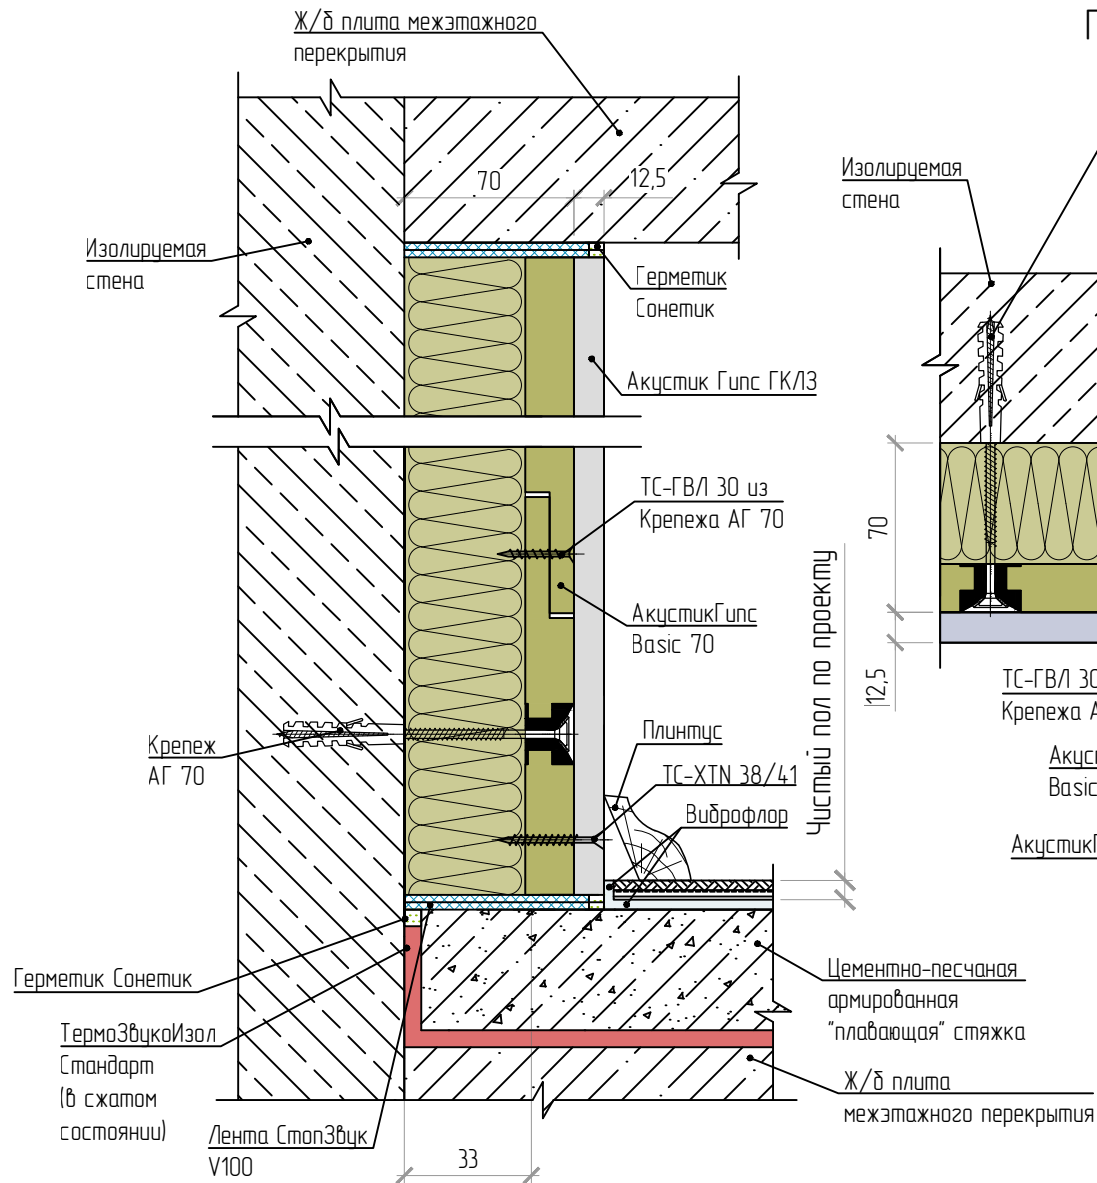 Ж/б плита межэтажного
перекрытия
П
70
12,5
Изолируемая
стена
Изолируемая
стена
Герметик
Сонетик
Акустик Гипс ГКЛЗ
ТС-ГВЛ 30 из
Крепежа АГ 70
70
Чистый пол по проекту
АкустикГипс
Basic 70
12,5
ТС-ГВЛ 30
Крепежа А
Плинтус
Крепеж
АГ 70
ТС-XTN 38/41
Акуст
Basic
Виброфлор
АкустикГ
Герметик Сонетик
Цементно-песчаная
армированная
"плавающая" стяжка
ТермоЗвукоИзол
Стандарт
(в сжатом
состоянии)
Ж/б плита
межэтажного перекрытия
Лента СтопЗвук
V100
33